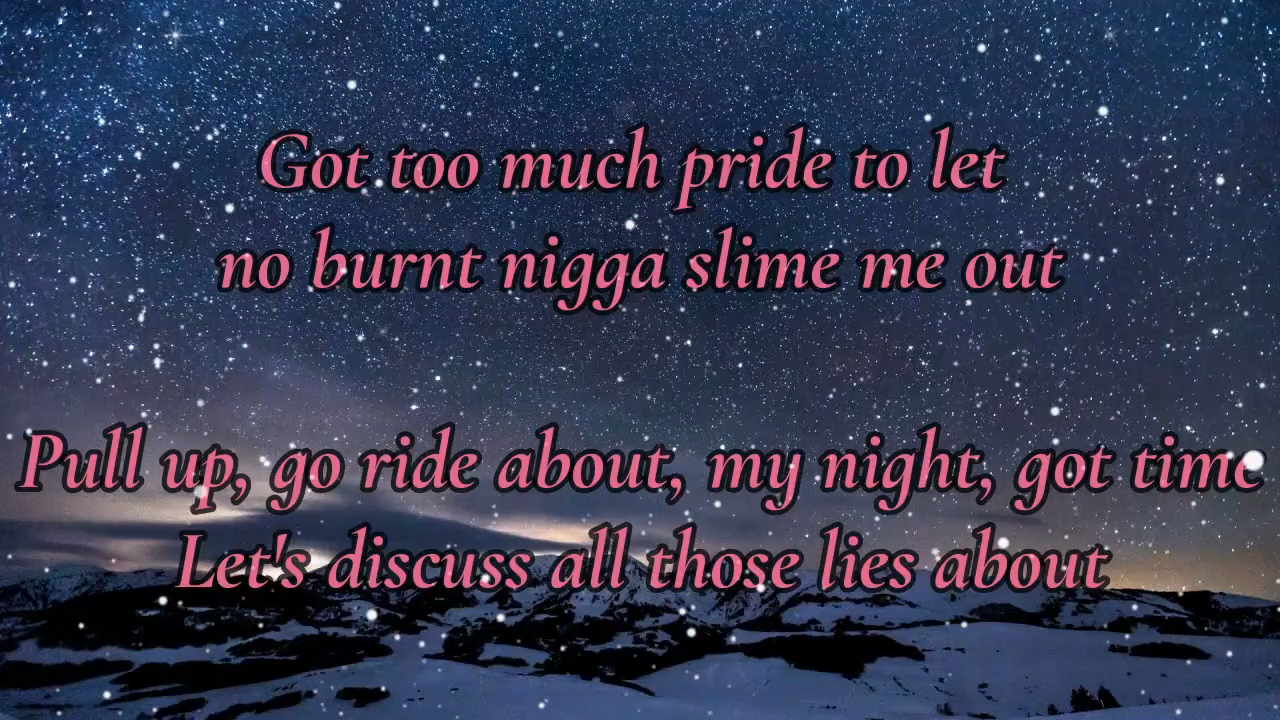 Got too much pride to let
no burnt nigga slime me out
Pull up, go ride about, my night, got time
Let's discuss all those lies about